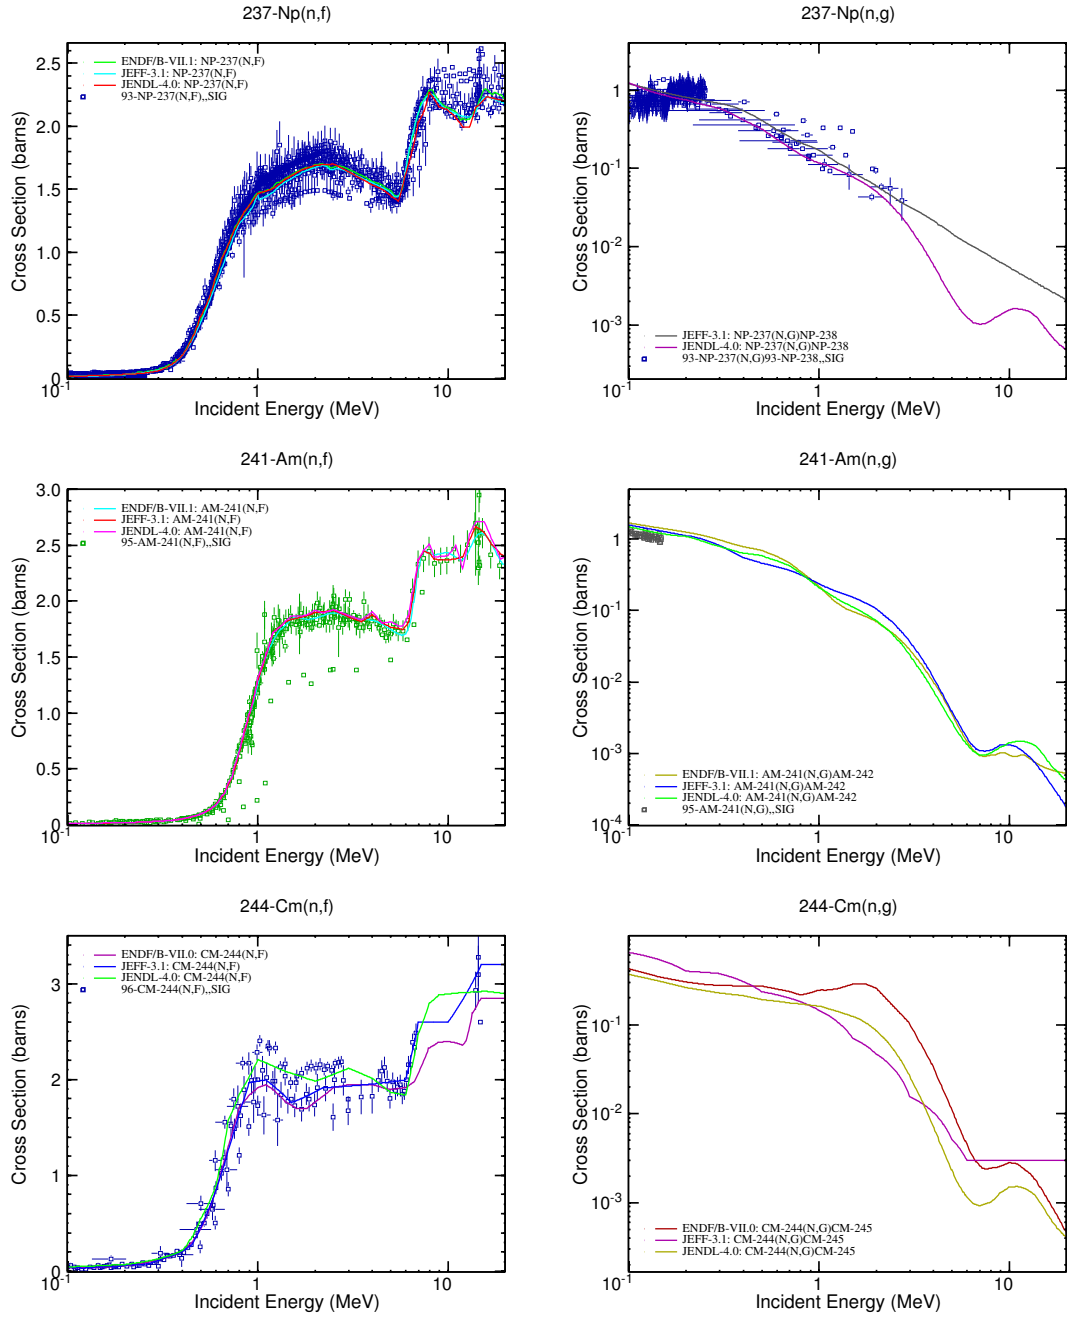 237-Np(n,f)
Cross Section (barns)
2.5
2.0
1.5
1.0
0.5
0
ENDF/B-VII.1: NP-237(N,F)
JEFF-3.1: NP-237(N,F)
JENDL-4.0: NP-237(N,F)
93-NP-237(N,F),,SIG
10-1
1
10
Incident Energy (MeV)
237-Np(n,g)
Cross Section (barns)
1
10-1
10-2
10-3
JEFF-3.1: NP-237(N,G)NP-238
JENDL-4.0: NP-237(N,G)NP-238
93-NP-237(N,G)93-NP-238,,SIG
10-1
1
10
Incident Energy (MeV)
241-Am(n,f)
Cross Section (barns)
3.0
2.5
2.0
1.5
1.0
0.5
0
ENDF/B-VII.1: AM-241(N,F)
JEFF-3.1: AM-241(N,F)
JENDL-4.0: AM-241(N,F)
95-AM-241(N,F),,SIG
10-1
1
10
Incident Energy (MeV)
241-Am(n,g)
Cross Section (barns)
1
10-1
10-2
10-3
10-4
ENDF/B-VII.1: AM-241(N,G)AM-242
JEFF-3.1: AM-241(N,G)AM-242
JENDL-4.0: AM-241(N,G)AM-242
95-AM-241(N,G),,SIG
10-1
1
10
Incident Energy (MeV)
244-Cm(n,f)
Cross Section (barns)
3
2
1
0
ENDF/B-VII.0: CM-244(N,F)
JEFF-3.1: CM-244(N,F)
JENDL-4.0: CM-244(N,F)
96-CM-244(N,F),,SIG
10-1
1
10
Incident Energy (MeV)
244-Cm(n,g)
Cross Section (barns)
10-1
10-2
10-3
ENDF/B-VII.0: CM-244(N,G)CM-245
JEFF-3.1: CM-244(N,G)CM-245
JENDL-4.0: CM-244(N,G)CM-245
10-1
1
10
Incident Energy (MeV)